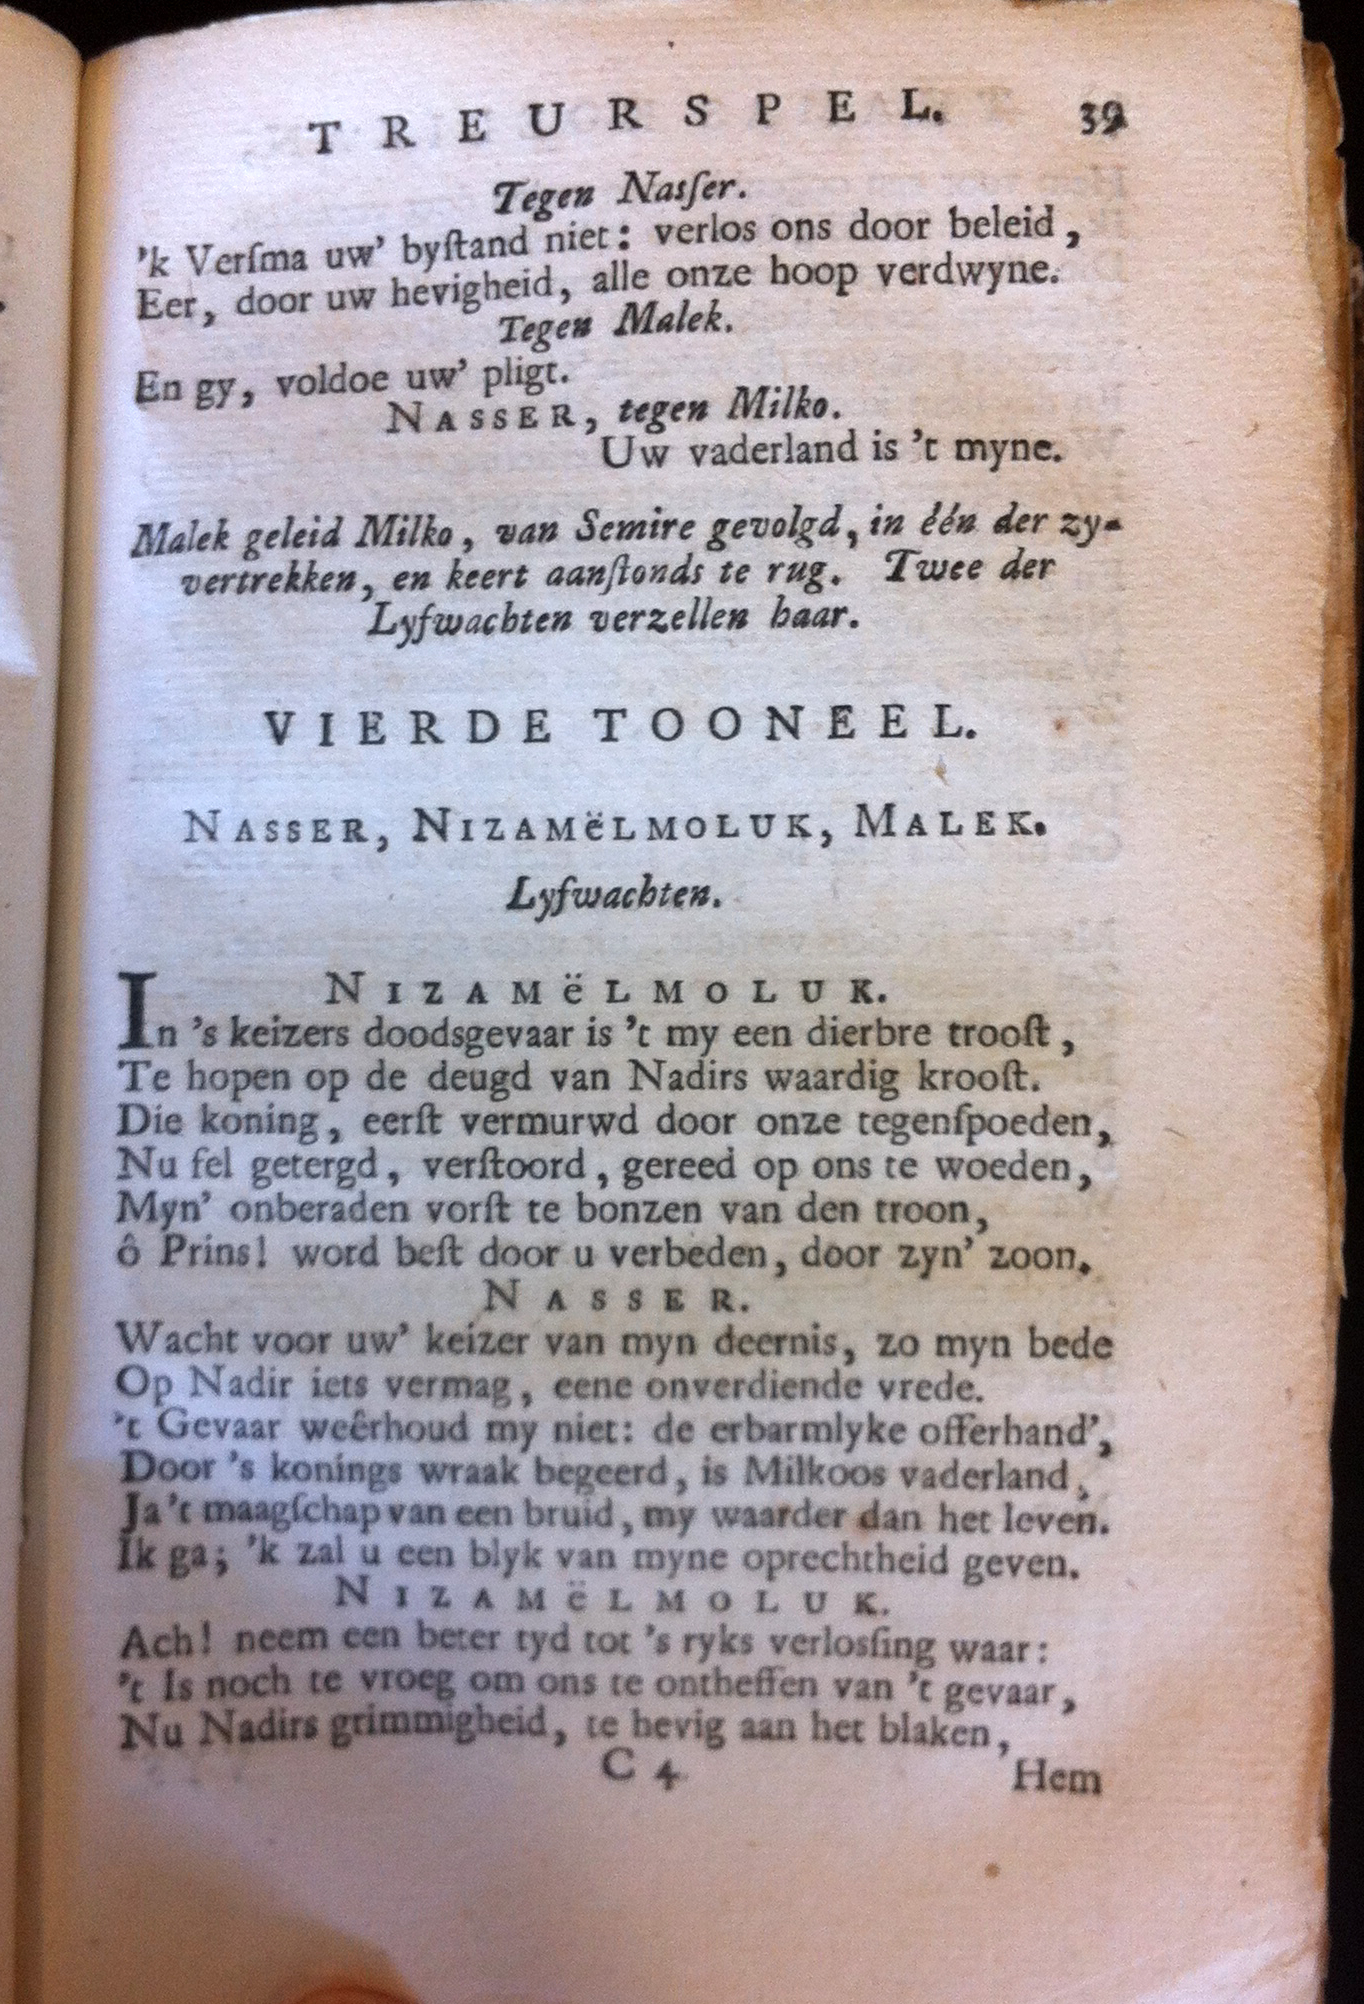 TREURSPEL. 39
Tegen Nasſer.
'k Verſma uw' byſtand niet: verlos ons door beleid,
Eer, door uw hevigheid, alle onze hoop verdwyne.
Tegen Malek.
En gy, voldoe uw' pligt.
NASSER, tegen Milko.
Uw vaderland is 't myne.
Malek geleid Milko, van Semire gevolgd, in één der zy-
vertrekken, en keert aanſtonds te rug. Twee der
Lyfwachten verzellen haar.
VIERDE TOONEEL.
NASSER, NIZAMëLMOLUK, MALEK.
Lyfwachten.
NIZAMëLMOLUK.
In 's keizers doodsgevaar is 't my een dierbre trooſt,
Te hopen op de deugd van Nadirs waardig krooſt.
Die koning, eerſt vermurwd door onze tegenſpoeden,
Nu fel getergd, verſtoord, gereed op ons te woeden,
Myn' onberaden vorſt te bonzen van den troon,
ô Prins! word beſt door u verbeden, door zyn' zoon.
NASSER.
Wacht voor uw' keizer van myn deernis, zo myn bede
Op Nadir iets vermag, eene onverdiende vrede.
't Gevaar weêrhoud my niet: de erbarmlyke offerhand',
Door 's konings wraak begeerd, is Milkoos vaderland,
Ja 't maagſchap van een bruid, my waarder dan het leven.
Ik ga; 'k zal u een blyk van myne oprechtheid geven.
NIZAMëLMOLUK.
Ach! neem een beter tyd tot 's ryks verlosſing waar:
't Is noch te vroeg om ons te ontheffen van 't gevaar,
Nu Nadirs grimmigheid, te hevig aan het blaken,
C 4 Hem